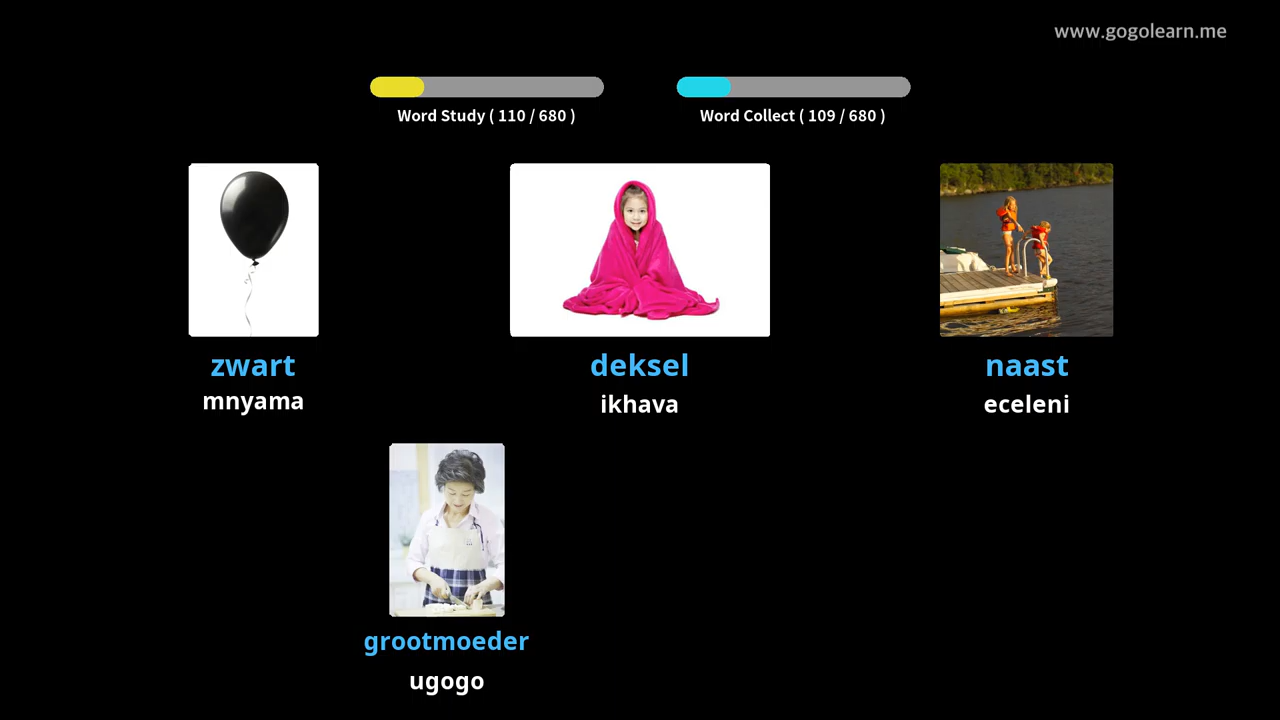 www.gogolearn.me
Word Study ( 110 / 680 )
Word Collect ( 109 / 680 )
zwart
mnyama
deksel
ikhava
naast
eceleni
grootmoeder
ugogo